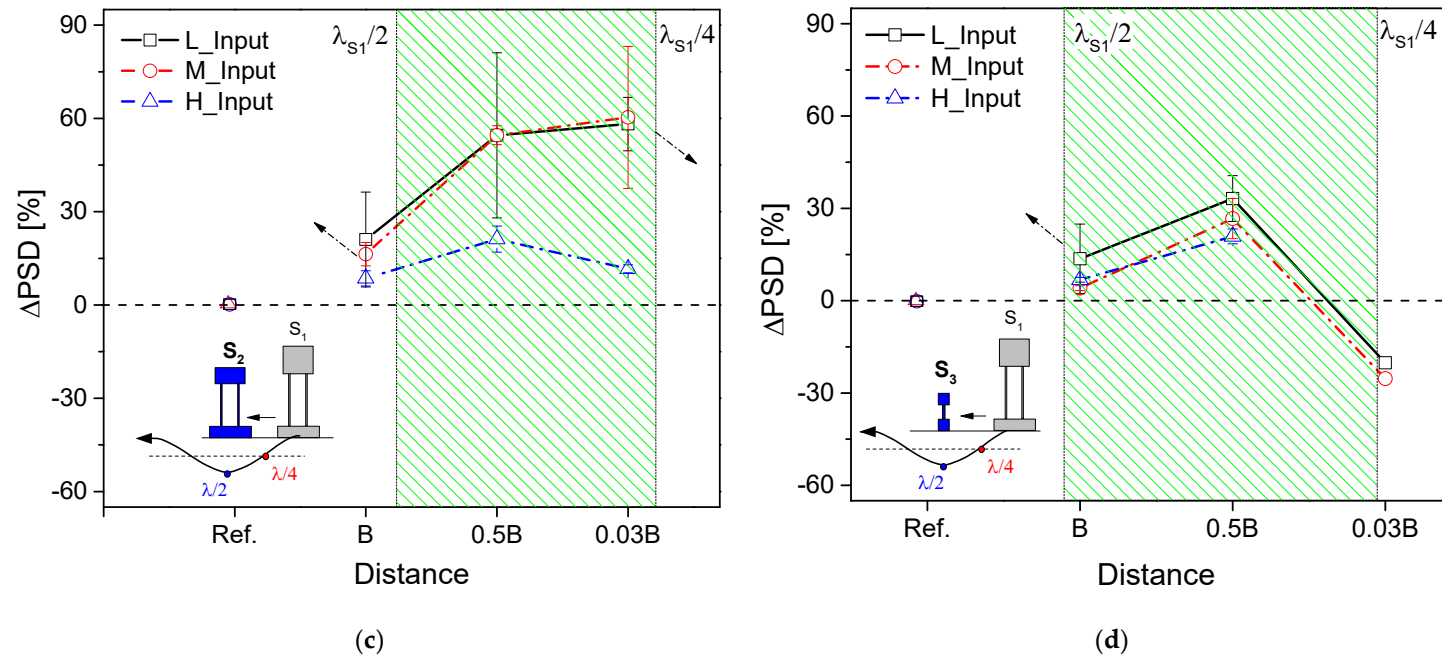 90
60
30
0
-30
-60
ΔPSD [%]
L_Input
M_Input
H_Input
λS1/2
λS1/4
S2
S1
λ/4
λ/2
Ref.
B
0.5B
0.03B
Distance
(c)
90
60
30
0
-30
-60
ΔPSD [%]
L_Input
M_Input
H_Input
λS1/2
λS1/4
S3
S1
λ/4
λ/2
Ref.
B
0.5B
0.03B
Distance
(d)